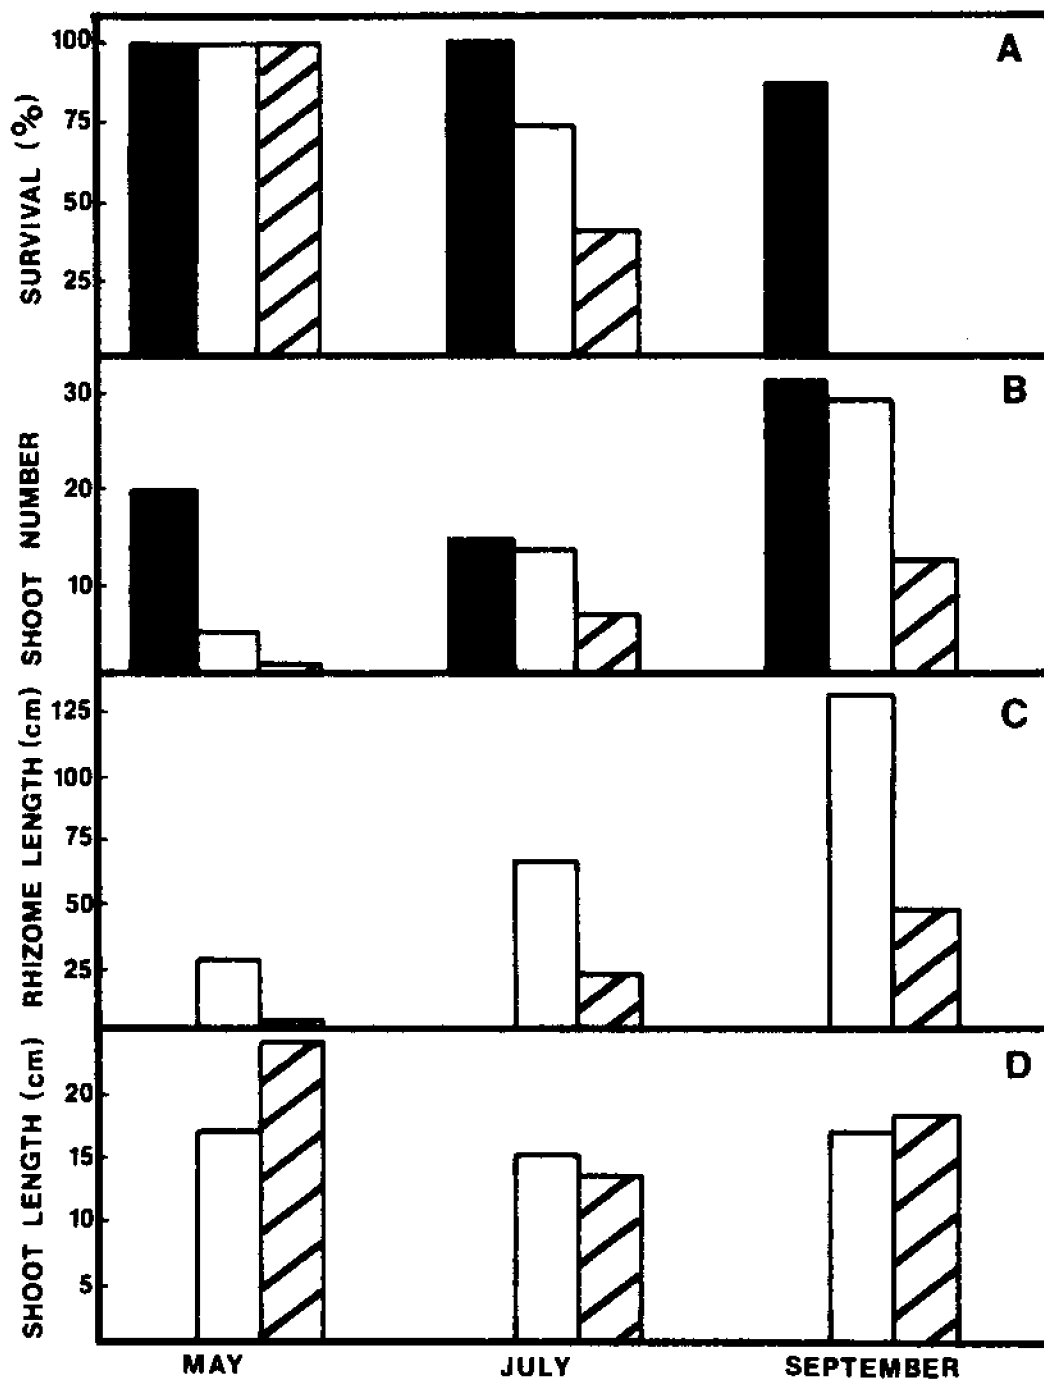 A
SURVIVAL (%)
100
75
50
25
B
SHOOT NUMBER
30
20
10
C
RHIZOME LENGTH (cm)
125
100
75
50
25
D
SHOOT LENGTH (cm)
20
15
10
5
MAY JULY SEPTEMBER